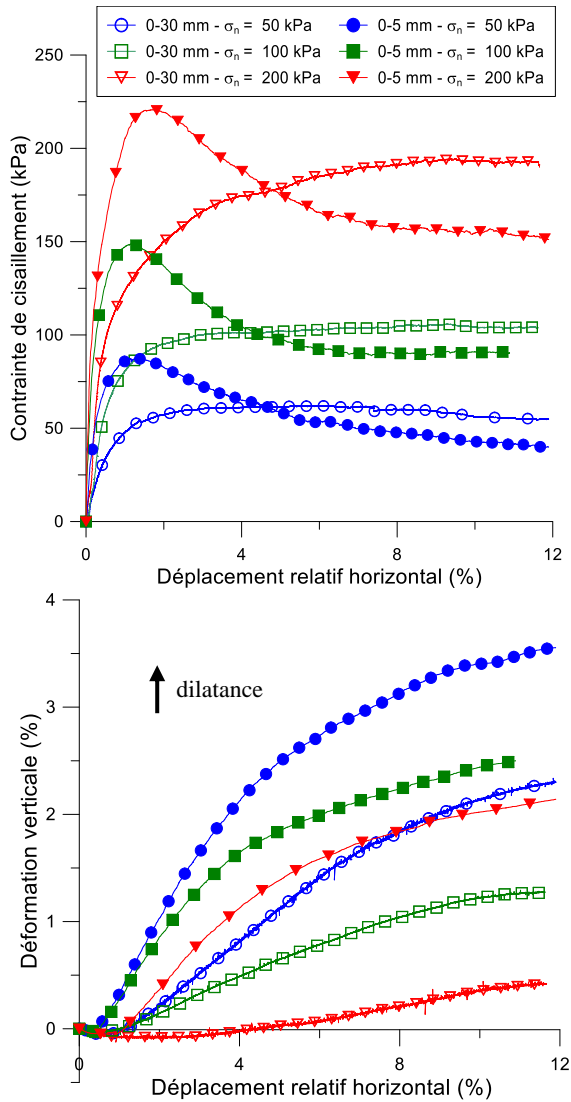 0-30 mm - σn = 50 kPa 0-5 mm - σn = 50 kPa
0-30 mm - σn = 100 kPa 0-5 mm - σn = 100 kPa
0-30 mm - σn = 200 kPa 0-5 mm - σn = 200 kPa
250
200
150
100
50
0
Contrainte de cisaillement (kPa)
0 4 8 12
Déplacement relatif horizontal (%)
4
3
2
1
0
Déformation verticale (%)
dilatance
0 4 8 12
Déplacement relatif horizontal (%)